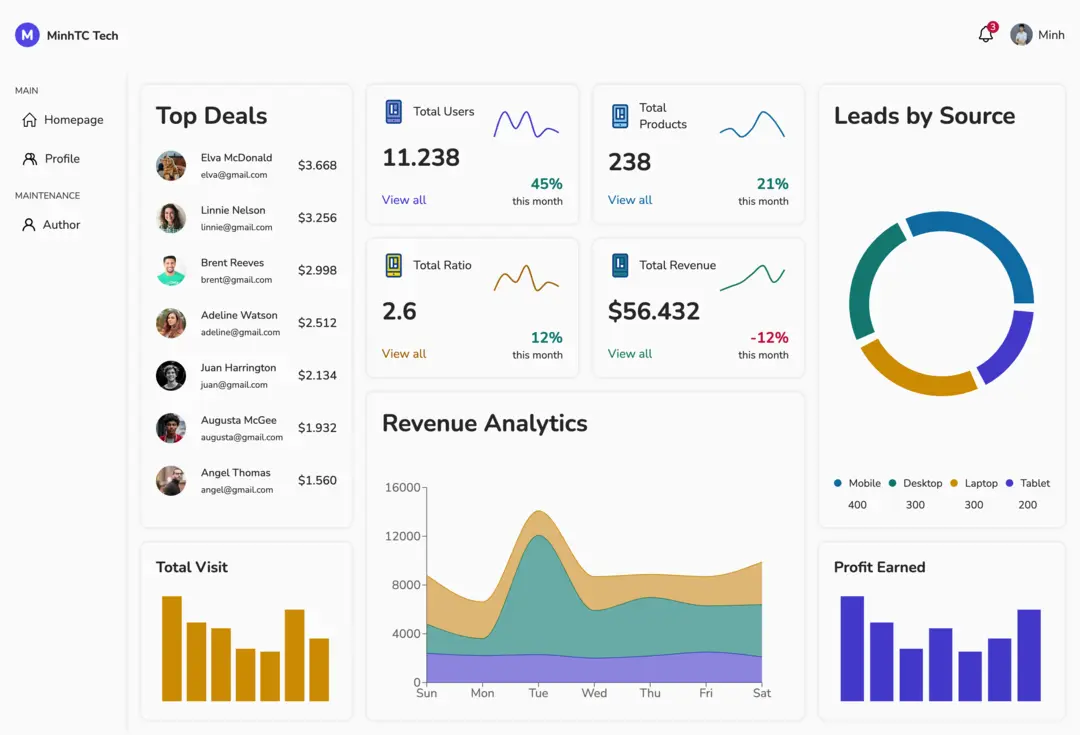 M MinhTC Tech
3
Minh
MAIN
Homepage
Profile
MAINTENANCE
Author
Top Deals
Elva McDonald
elva@gmail.com
$3.668
Linnie Nelson
linnie@gmail.com
$3.256
Brent Reeves
brent@gmail.com
$2.998
Adeline Watson
adeline@gmail.com
$2.512
Juan Harrington
juan@gmail.com
$2.134
Augusta McGee
augusta@gmail.com
$1.932
Angel Thomas
angel@gmail.com
$1.560
Total Visit
Total Users
11.238
View all
45%
this month
Total
Products
238
View all
21%
this month
Total Ratio
2.6
View all
12%
this month
Total Revenue
$56.432
View all
-12%
this month
Revenue Analytics
16000
12000
8000
4000
0
Sun Mon Tue Wed Thu Fri Sat
Leads by Source
Mobile Desktop Laptop Tablet
400 300 300 200
Profit Earned